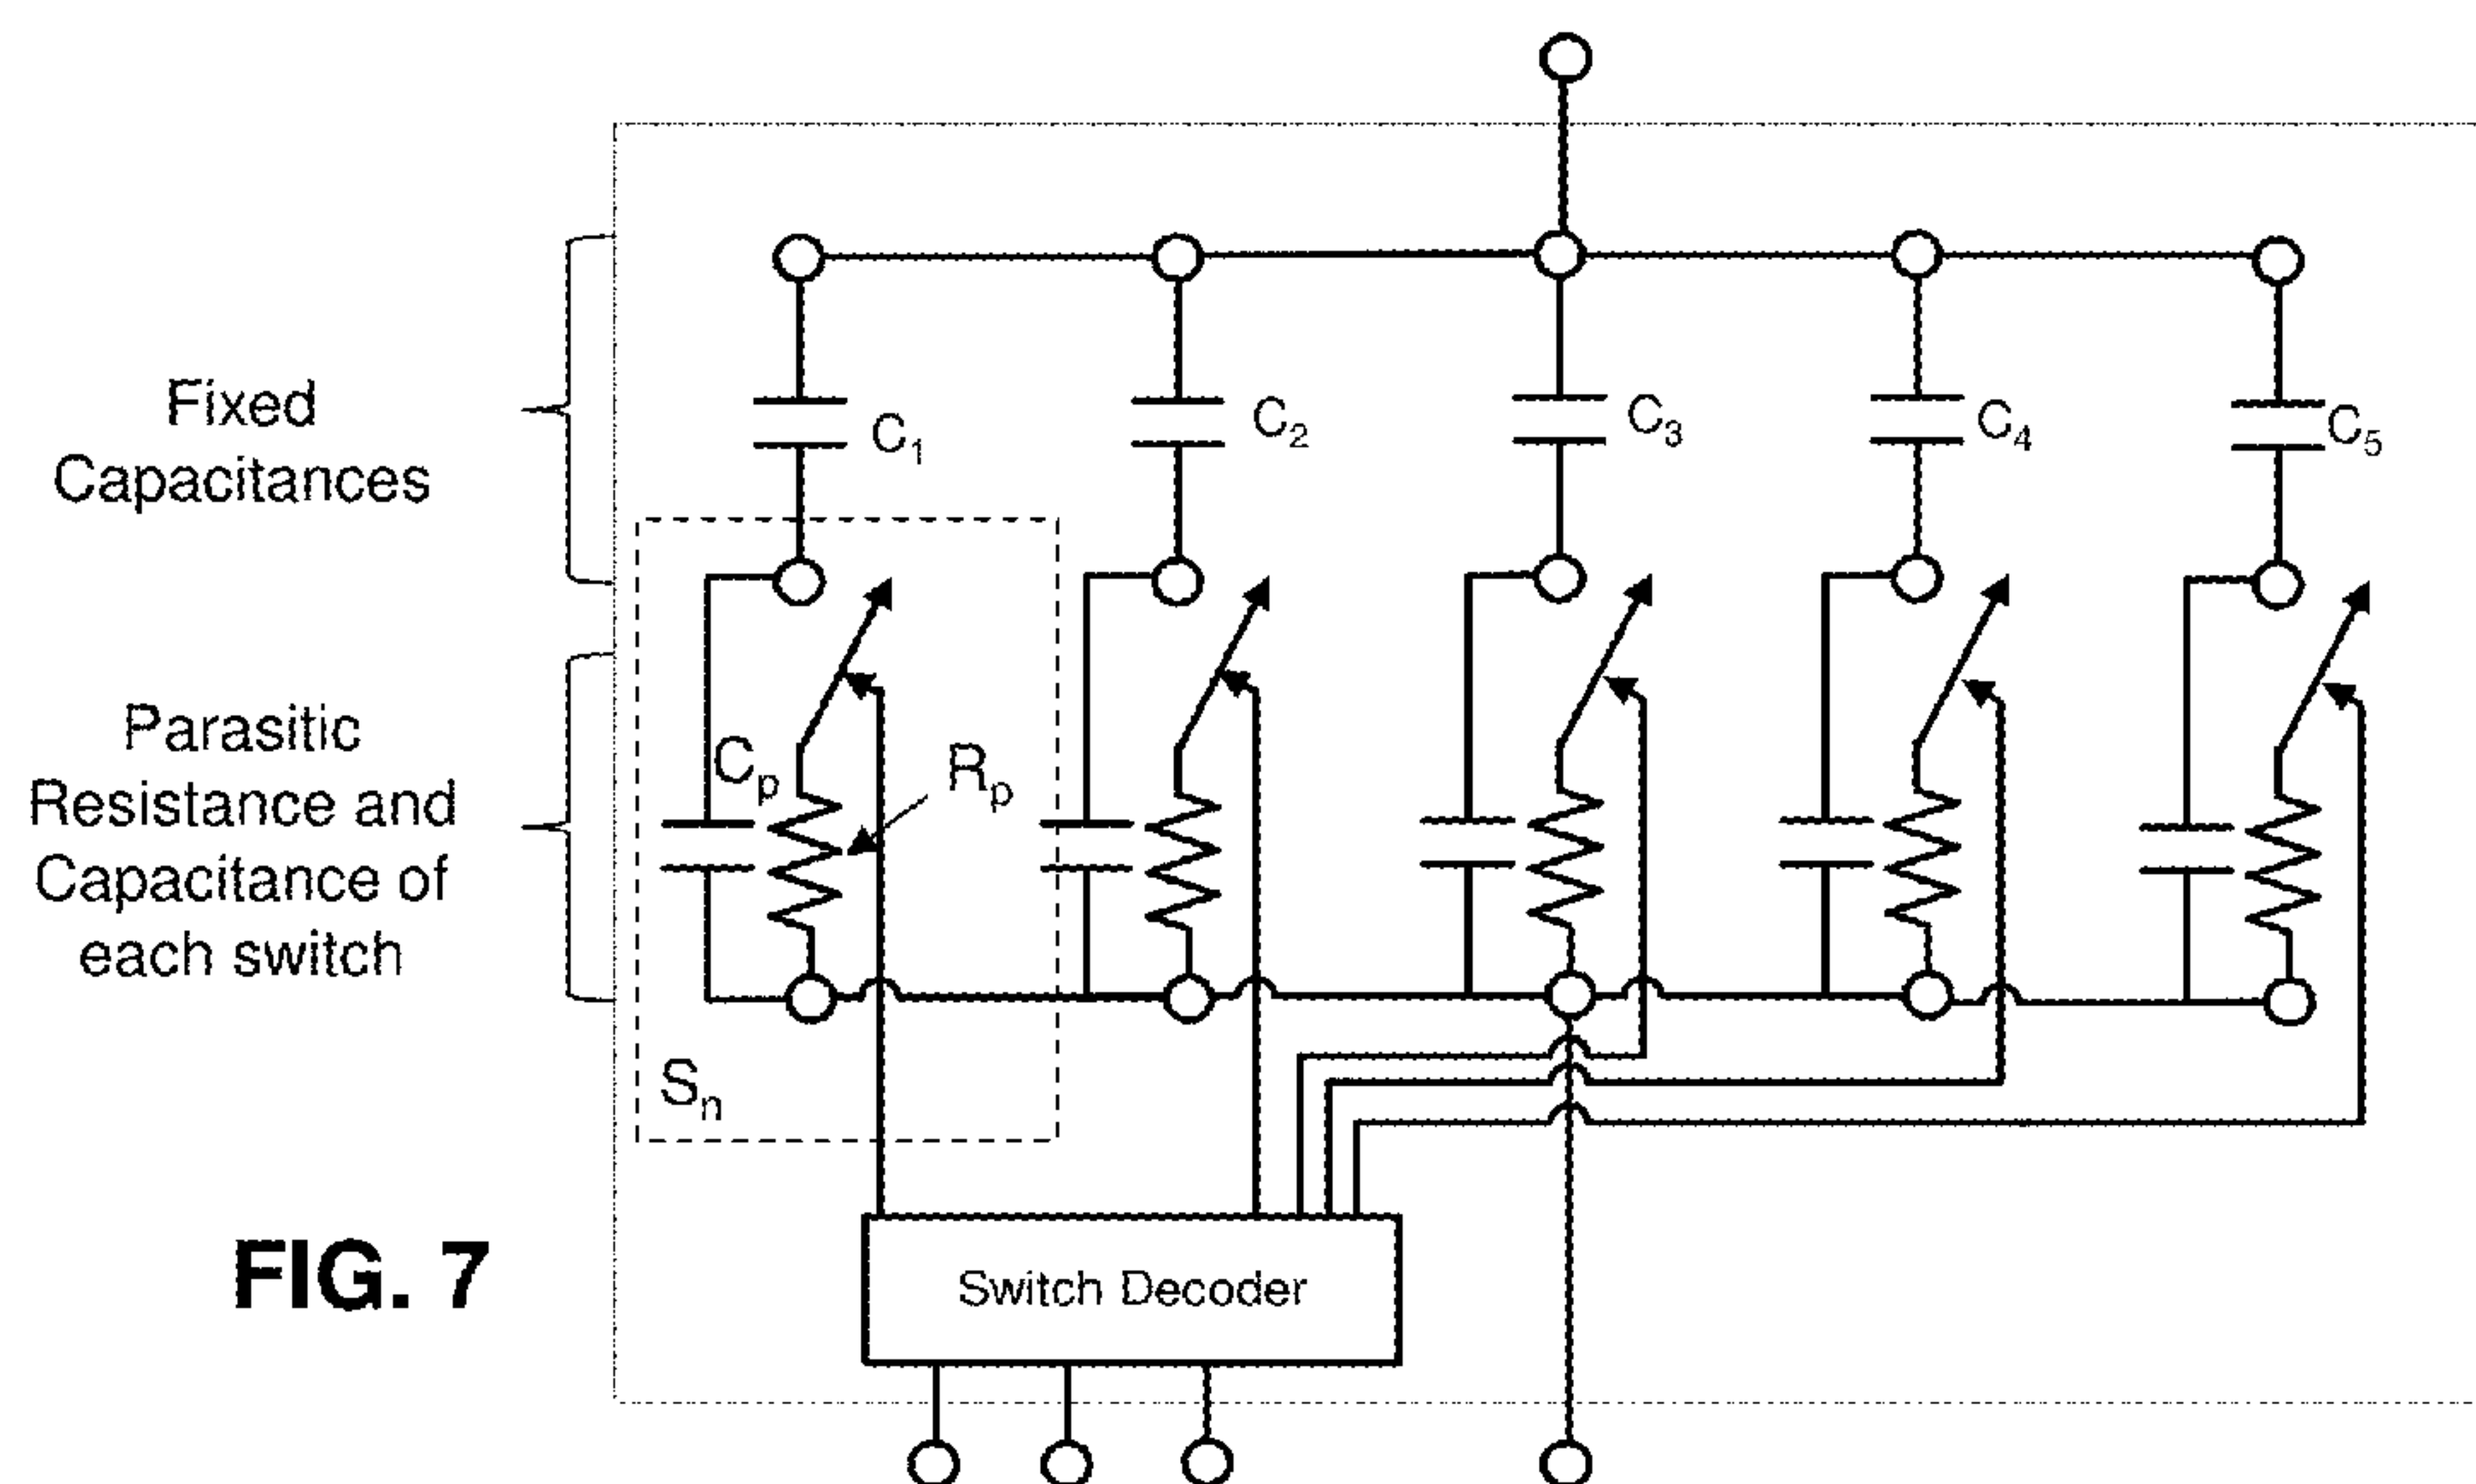 Fixed
Capacitances
C1
C2
C3
C4
C5
Parasitic
Resistance and
Capacitance of
each switch
Cp
Rp
Sn
Switch Decoder
FIG. 7